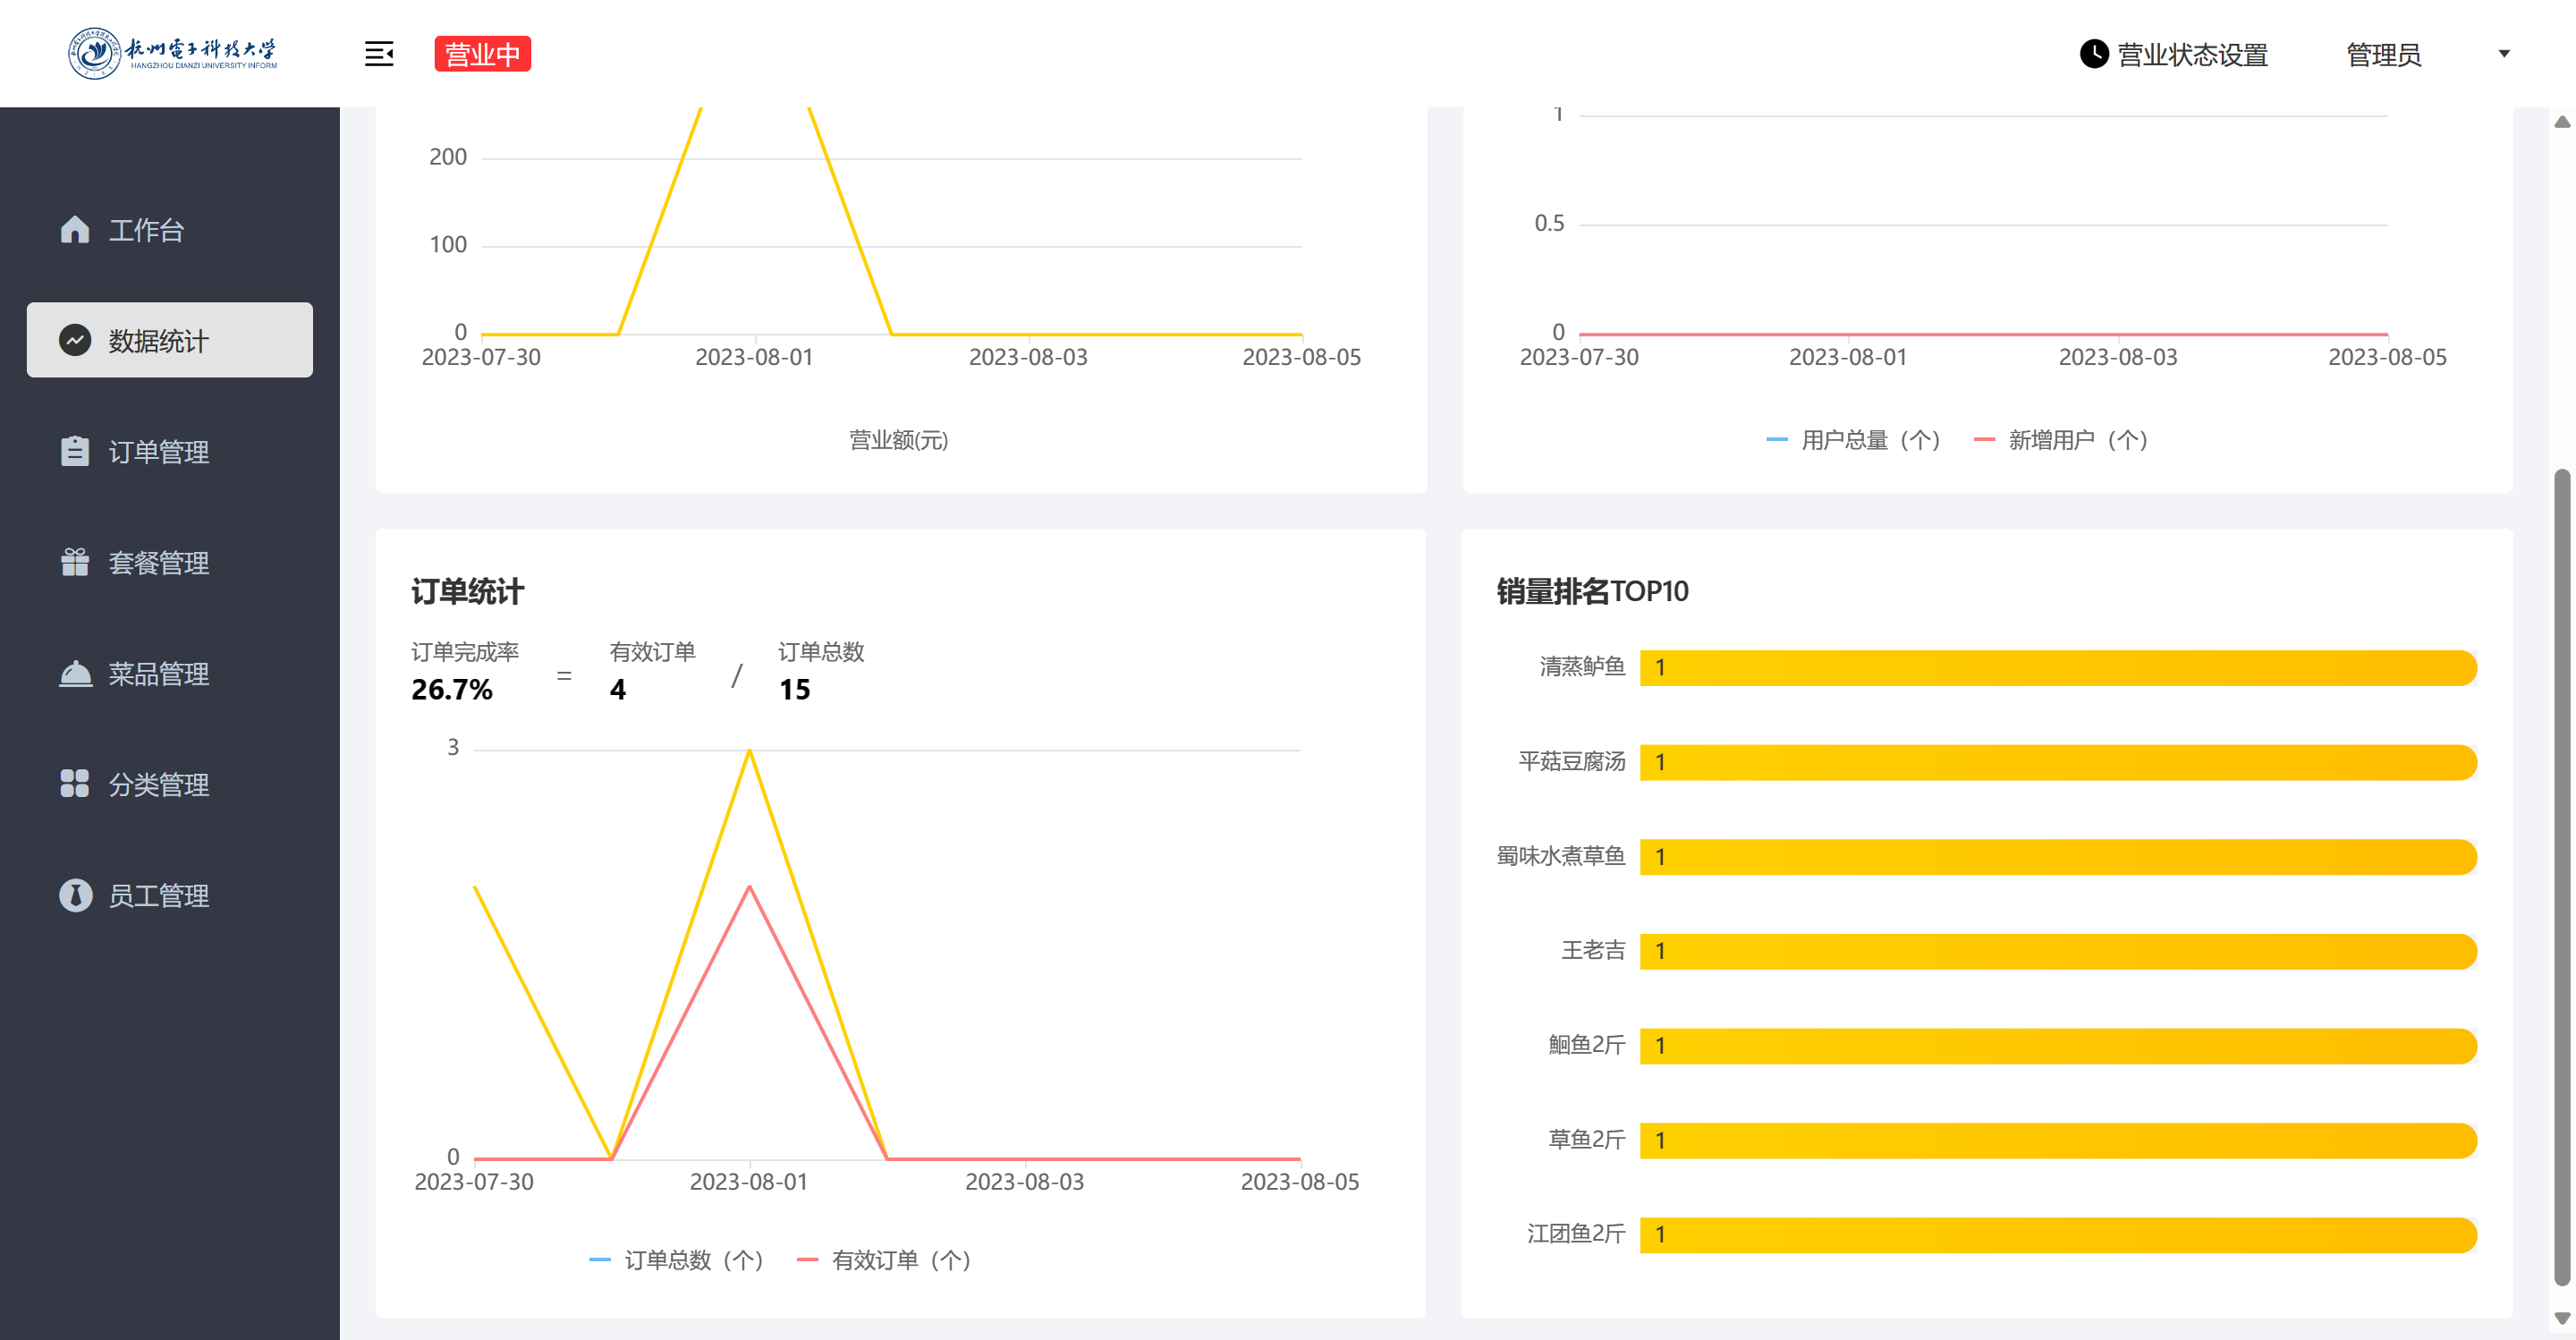 杭州電子科技大学
HANGZHOU DIANZI UNIVERSITY INFORM
营业中
营业状态设置
管理员
工作台
数据统计
订单管理
套餐管理
菜品管理
分类管理
员工管理
200
100
0
2023-07-30
2023-08-01
2023-08-03
2023-08-05
营业额(元)
1
0.5
0
2023-07-30
2023-08-01
2023-08-03
2023-08-05
用户总量（个）
新增用户（个）
订单统计
订单完成率
26.7%
=
有效订单
4
/
订单总数
15
3
0
2023-07-30
2023-08-01
2023-08-03
2023-08-05
订单总数（个）
有效订单（个）
销量排名TOP10
清蒸鲈鱼 1
平菇豆腐汤 1
蜀味水煮草鱼 1
王老吉 1
鮰鱼2斤 1
草鱼2斤 1
江团鱼2斤 1